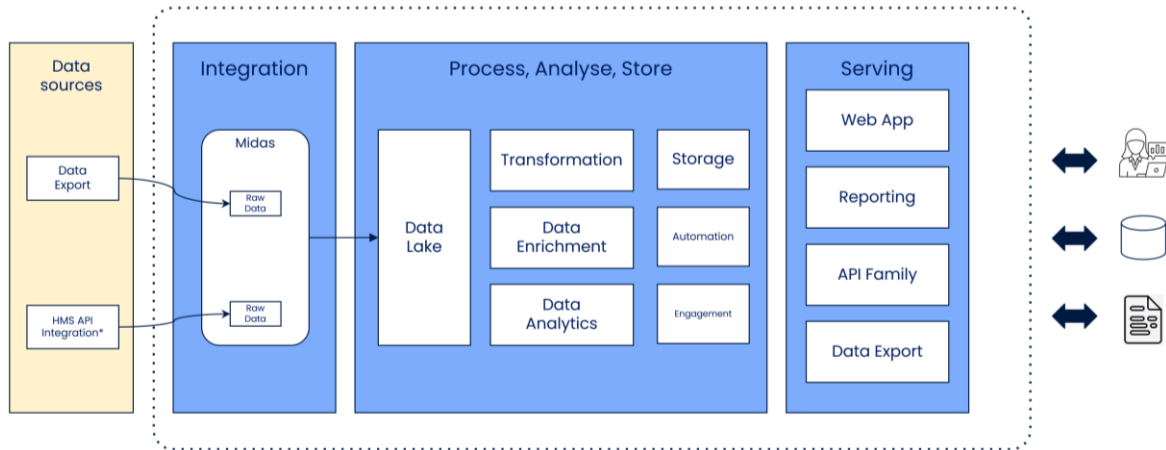 Data
sources
Data
Export
HMS API
Integration*
Integration
Midas
Raw
Data
Raw
Data
Process, Analyse, Store
Data
Lake
Transformation
Data
Enrichment
Data
Analytics
Storage
Automation
Engagement
Serving
Web App
Reporting
API Family
Data Export